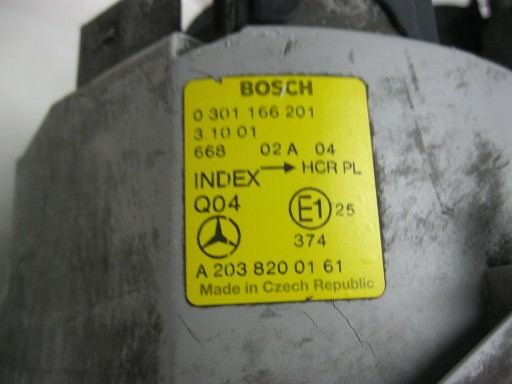 BOSCH
0 301 166 201
3.10 01
668 02 A 04
INDEX → HCR PL
Q04
E1 25
374
A 203 820 01 61
Made in Czech Republic